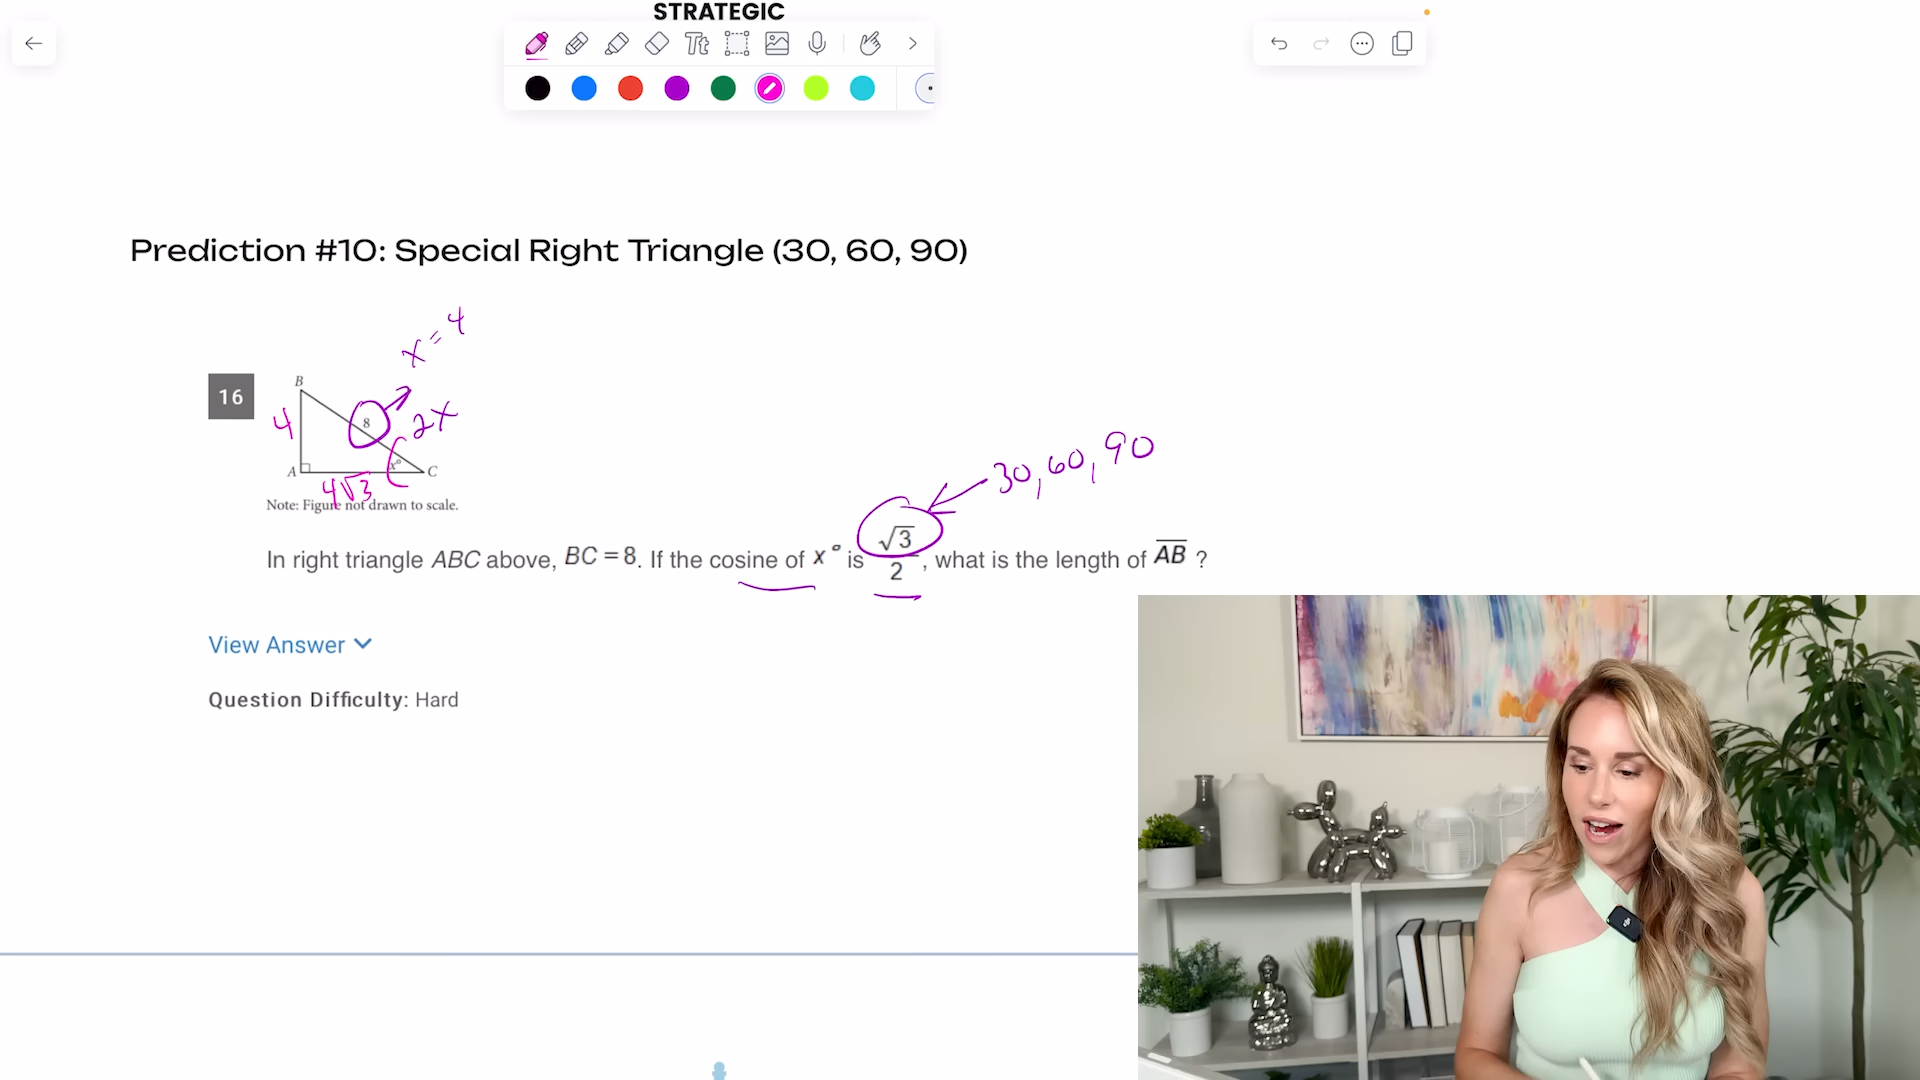 STRATEGIC
Tt
Prediction #10: Special Right Triangle (30, 60, 90)
x = 4
16
B
4
8
2x
A
x°
C
4√3
30, 60, 90
Note: Figure not drawn to scale.
In right triangle ABC above, BC = 8. If the cosine of x° is √3/2, what is the length of AB ?
View Answer
Question Difficulty: Hard